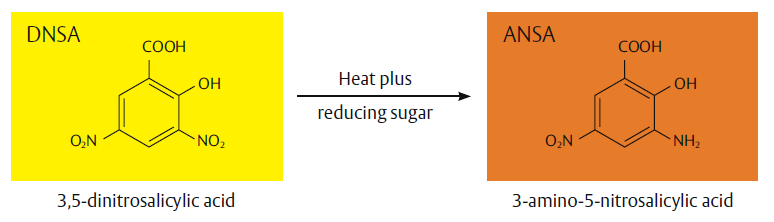 DNSA
COOH
OH
O₂N
NO₂
3,5-dinitrosalicylic acid
Heat plus
reducing sugar
ANSA
COOH
OH
O₂N
NH₂
3-amino-5-nitrosalicylic acid